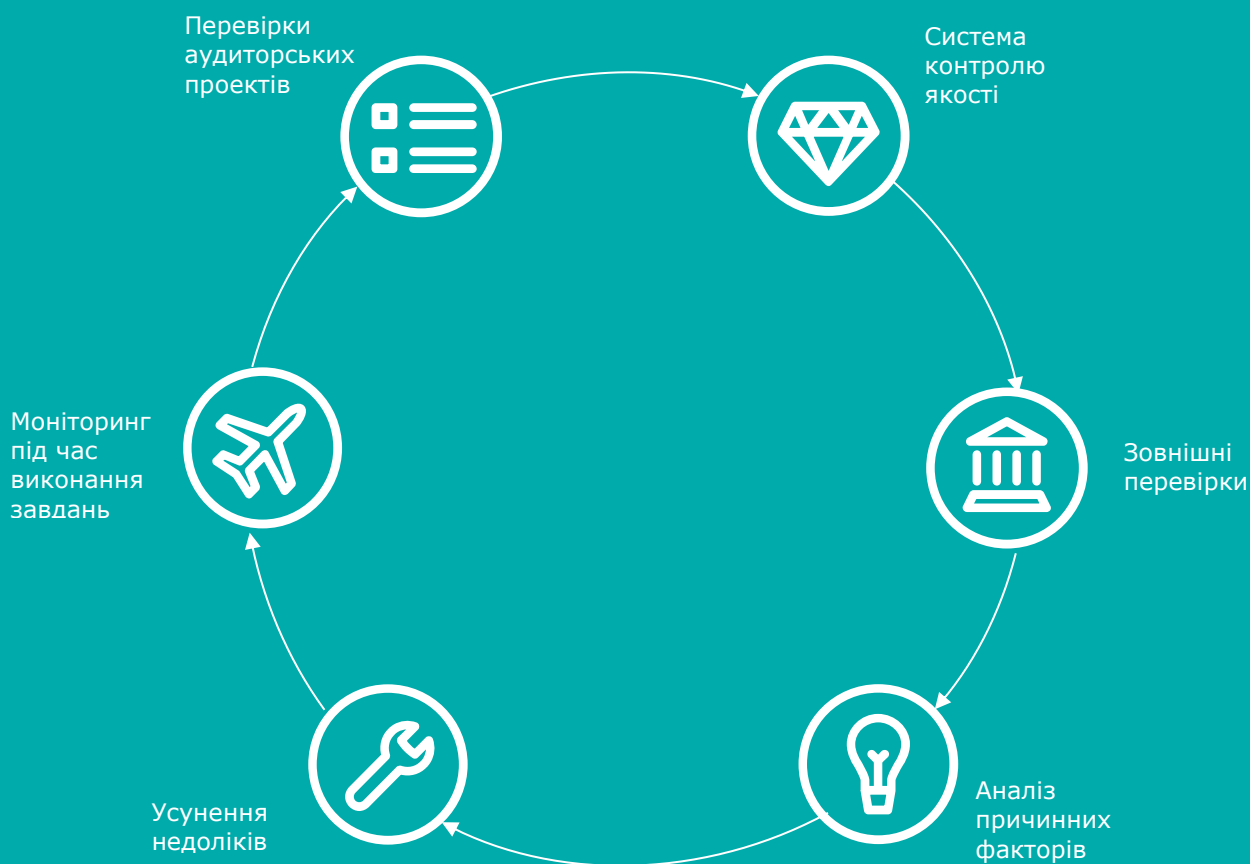 Перевірки
аудиторських
проектів
Система
контролю
якості
Зовнішні
перевірки
Аналіз
причинних
факторів
Усунення
недоліків
Моніторинг
під час
виконання
завдань